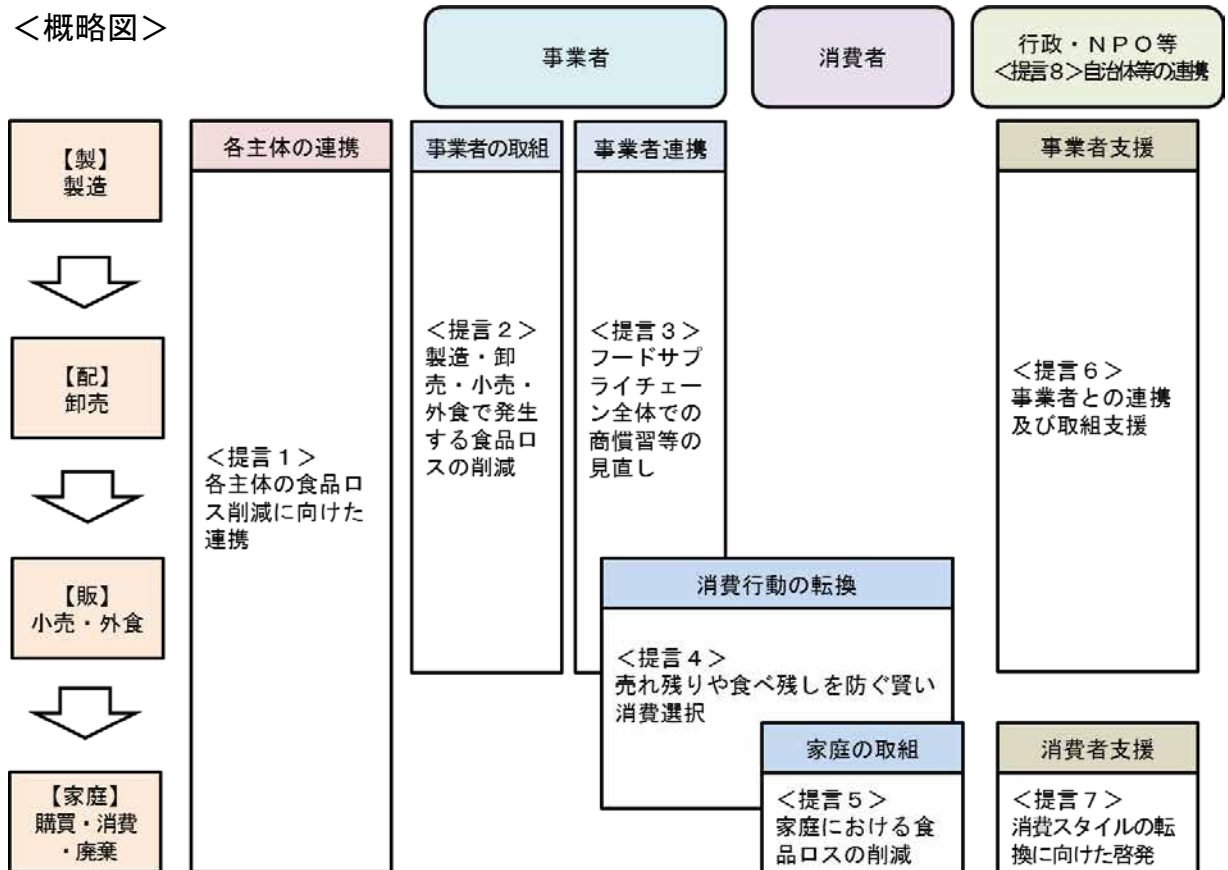 ＜概略図＞
事業者
消費者
行政・ＮＰＯ等
＜提言８＞自治体等の連携
【製】
製造
各主体の連携
事業者の取組
事業者連携
事業者支援
【配】
卸売
＜提言１＞
各主体の食品ロ
ス削減に向けた
連携
＜提言２＞
製造・卸
売・小売・
外食で発生
する食品ロ
スの削減
＜提言３＞
フードサプ
ライチェー
ン全体での
商慣習等の
見直し
＜提言６＞
事業者との連携
及び取組支援
【販】
小売・外食
消費行動の転換
＜提言４＞
売れ残りや食べ残しを防ぐ賢い
消費選択
【家庭】
購買・消費
・廃棄
家庭の取組
＜提言５＞
家庭における食
品ロスの削減
消費者支援
＜提言７＞
消費スタイルの転
換に向けた啓発